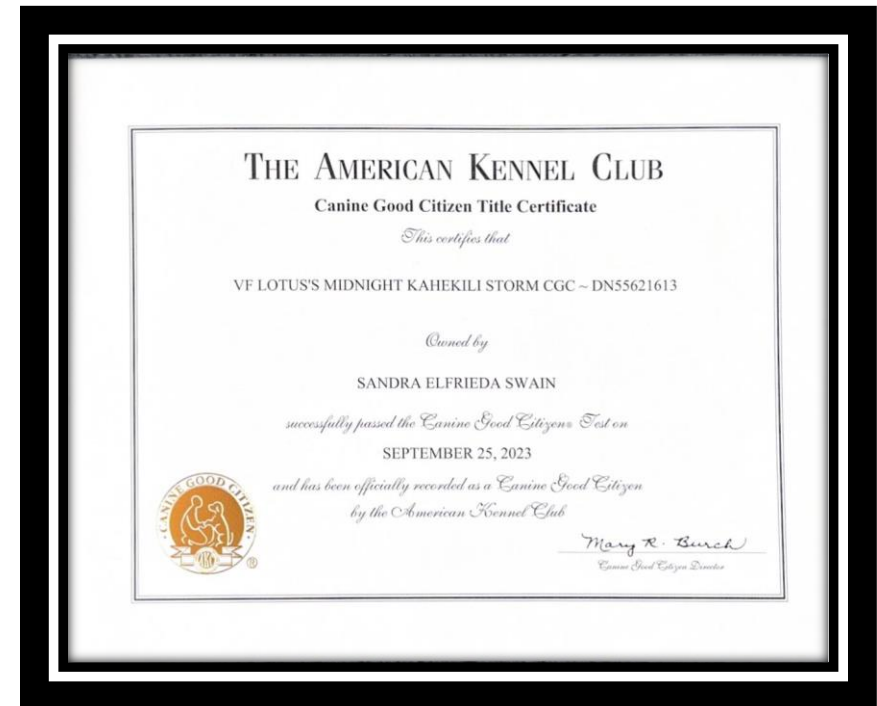 THE AMERICAN KENNEL CLUB
Canine Good Citizen Title Certificate
This certifies that
VF LOTUS'S MIDNIGHT KAHEKILI STORM CGC ~ DN55621613
Owned by
SANDRA ELFRIEDA SWAIN
successfully passed the Canine Good Citizen® Test on
SEPTEMBER 25, 2023
and has been officially recorded as a Canine Good Citizen
by the American Kennel Club
CANINE GOOD CITIZEN
AKC
®
Mary R. Burch
Canine Good Citizen Director